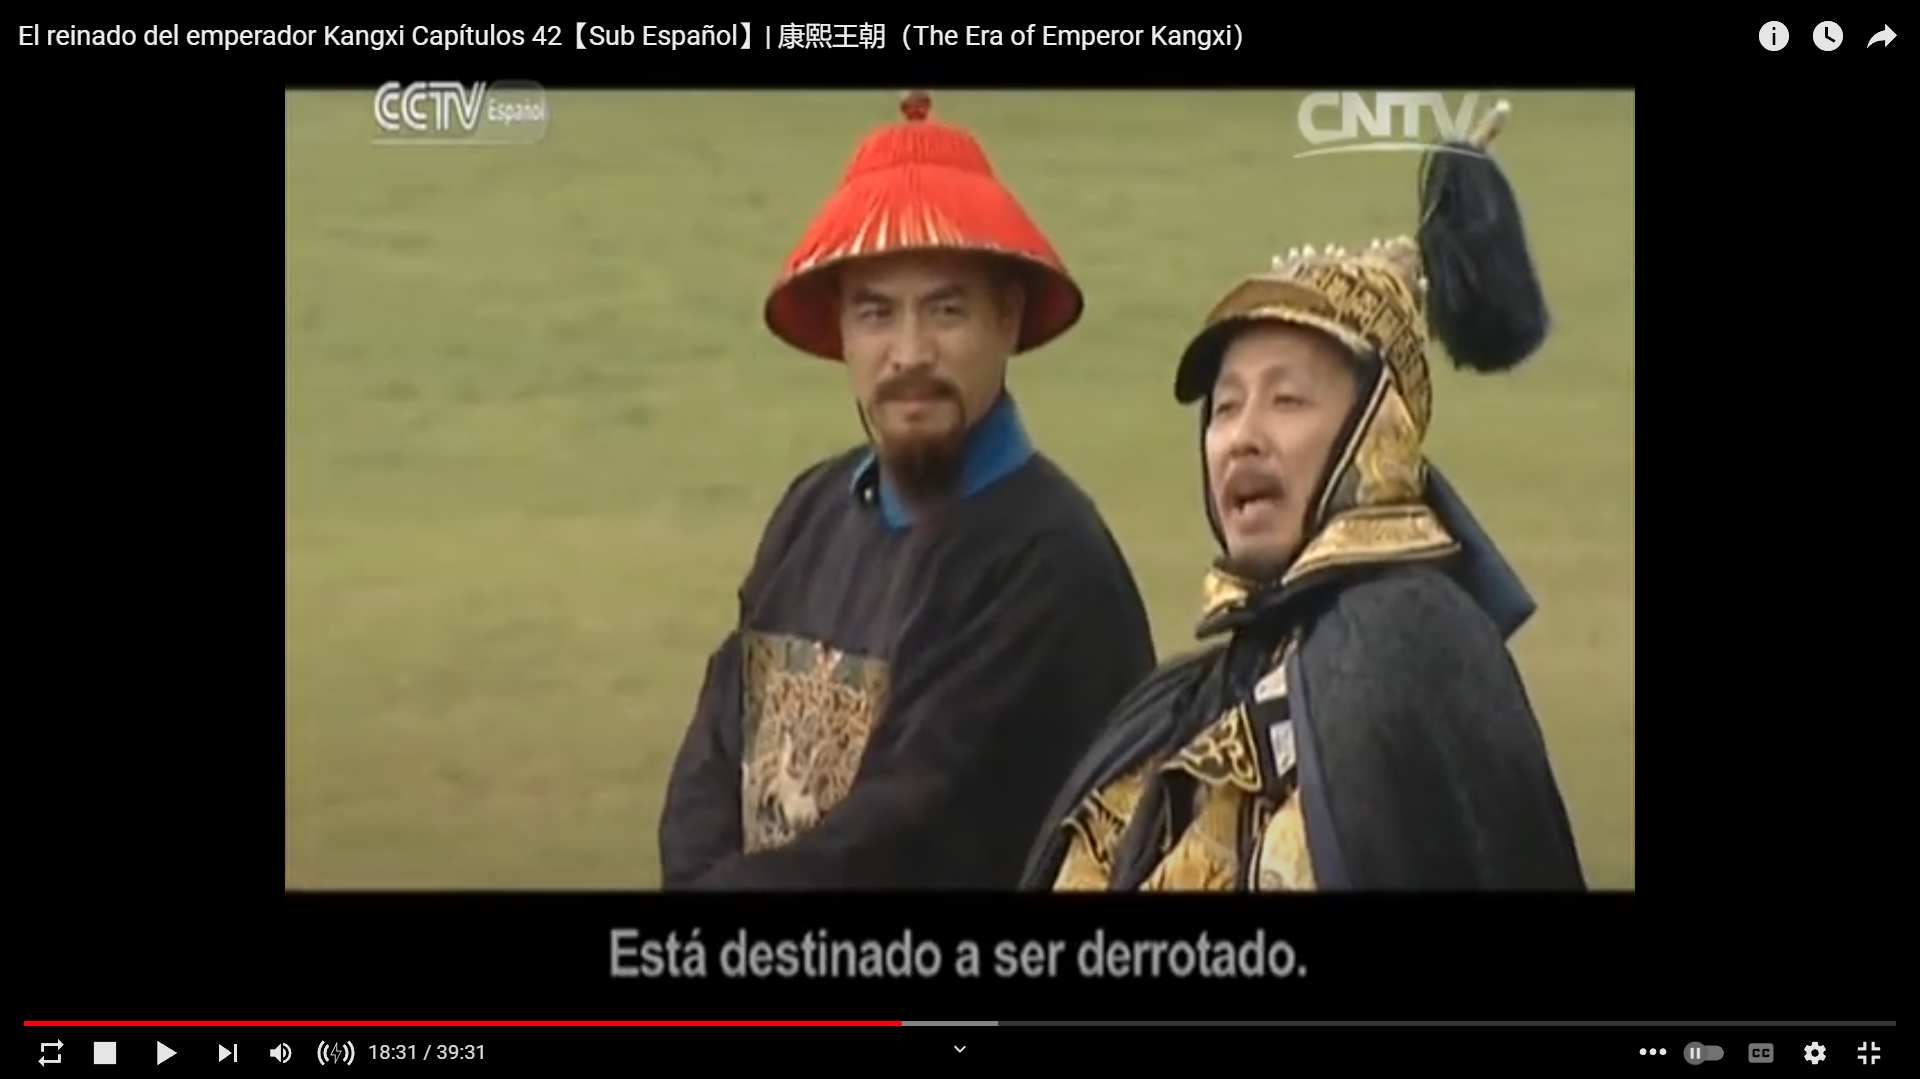 El reinado del emperador Kangxi Capítulos 42【Sub Español】| 康熙王朝（The Era of Emperor Kangxi）
CCTV Español
CNTV
Está destinado a ser derrotado.
18:31 / 39:31
CC